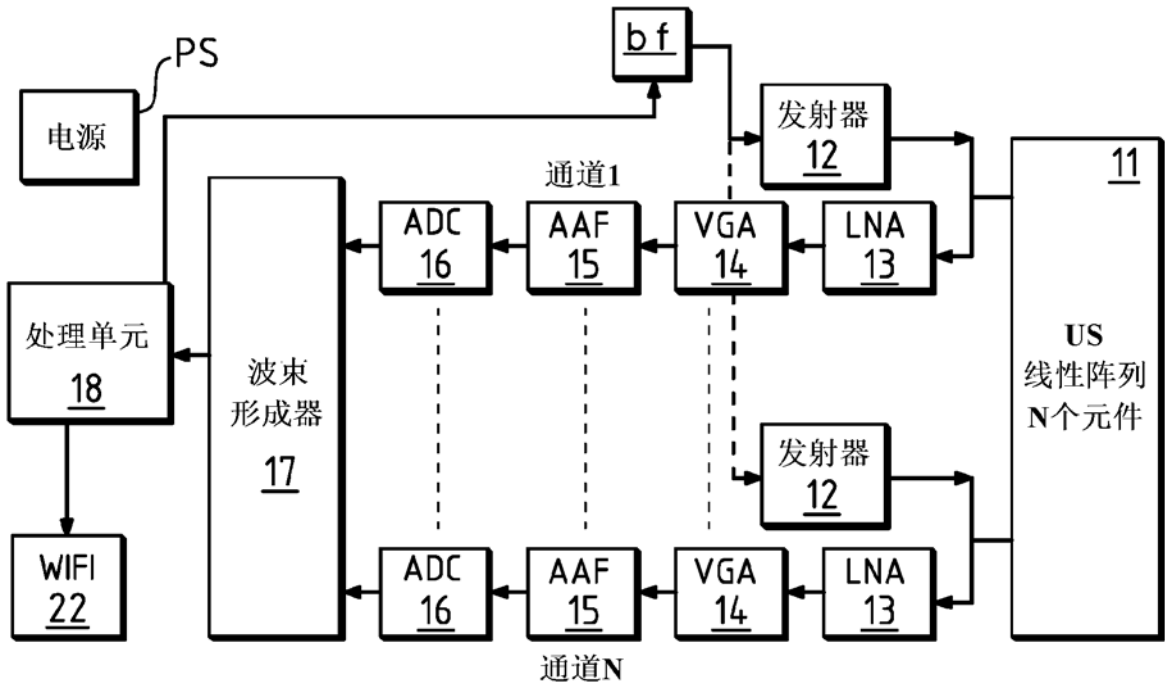 bf
PS
电源
发射器
12
11
通道1
ADC
16
AAF
15
VGA
14
LNA
13
处理单元
18
波束
形成器
17
US
线性阵列
N个元件
发射器
12
WIFI
22
ADC
16
AAF
15
VGA
14
LNA
13
通道N